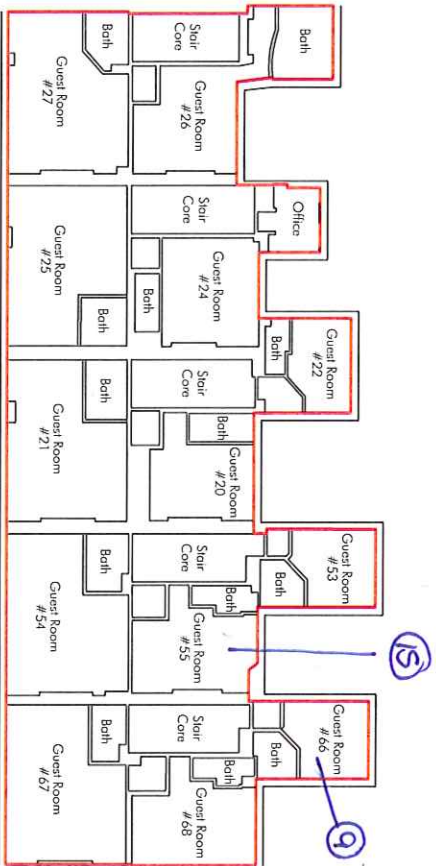 Bath
Stair
Core
Bath
Guest Room
#26
Guest Room
#27
Office
Stair
Core
Guest Room
#24
Bath
Guest Room
#25
Bath
Guest Room
#22
Bath
Stair
Core
Bath
Guest Room
#20
Bath
Guest Room
#21
Guest Room
#53
Bath
Stair
Core
Bath
Guest Room
#55
Bath
Guest Room
#54
15
Guest Room
#66
Bath
Stair
Core
Bath
Guest Room
#68
Bath
Guest Room
#67
9